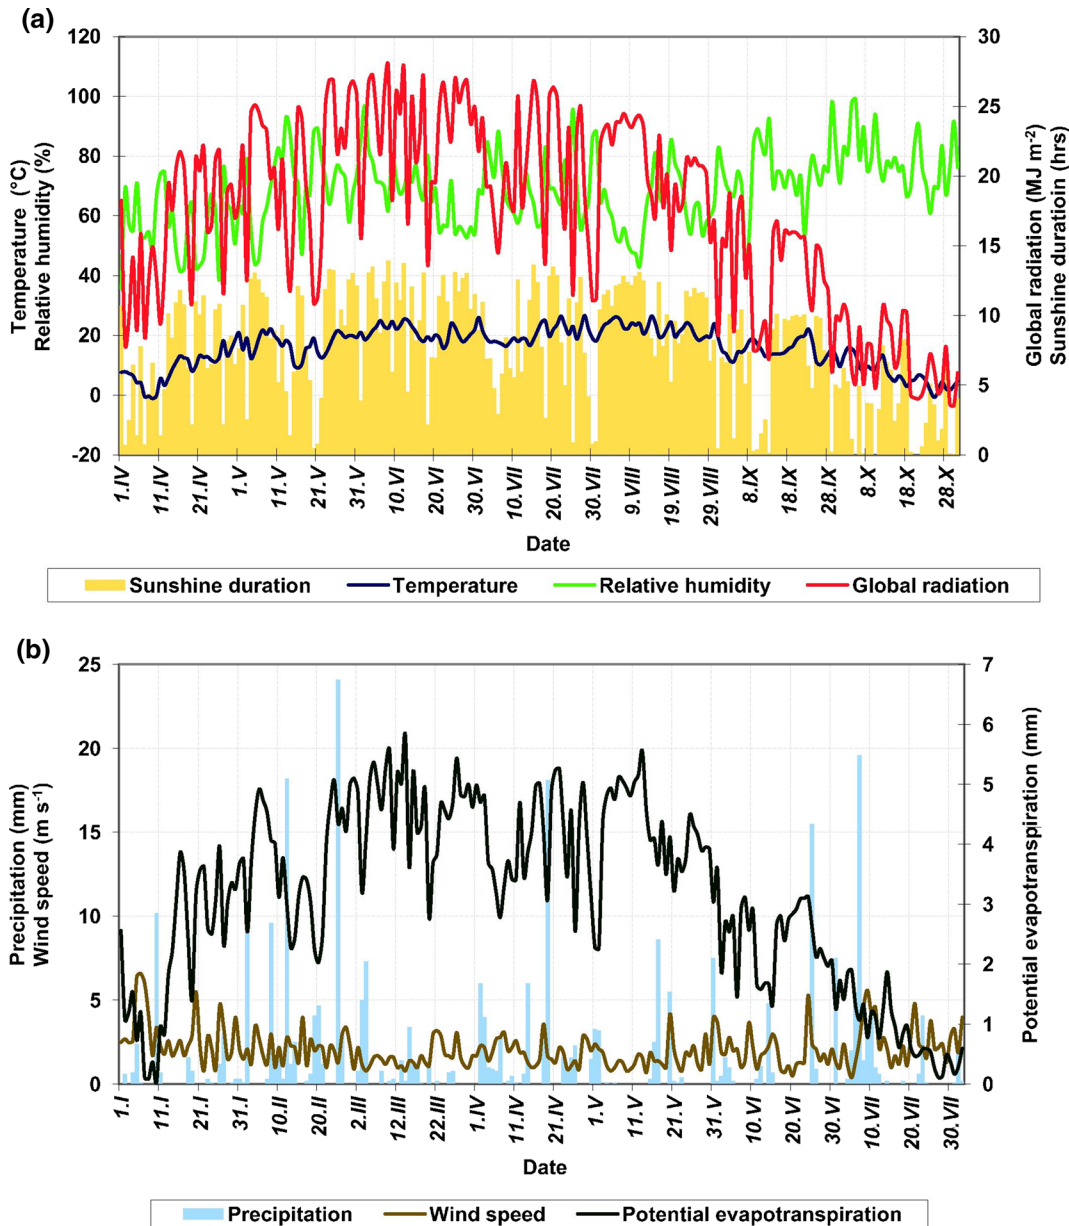 (a)
120
100
80
60
40
20
0
-20
Temperature (°C)
Relative humidity (%)
30
25
20
15
10
5
0
Global radiation (MJ m-2)
Sunshine duratioin (hrs)
1.IV
11.IV
21.IV
1.V
11.V
21.V
31.V
10.VI
20.VI
30.VI
10.VII
20.VII
30.VII
9.VIII
19.VIII
29.VIII
8.IX
18.IX
28.IX
8.X
18.X
28.X
Date
Sunshine duration
Temperature
Relative humidity
Global radiation
(b)
25
20
15
10
5
0
Precipitation (mm)
Wind speed (m s-1)
7
6
5
4
3
2
1
0
Potential evapotranspiration (mm)
1.I
11.I
21.I
31.I
10.II
20.II
2.III
12.III
22.III
1.IV
11.IV
21.IV
1.V
11.V
21.V
31.V
10.VI
20.VI
30.VI
10.VII
20.VII
30.VII
Date
Precipitation
Wind speed
Potential evapotranspiration